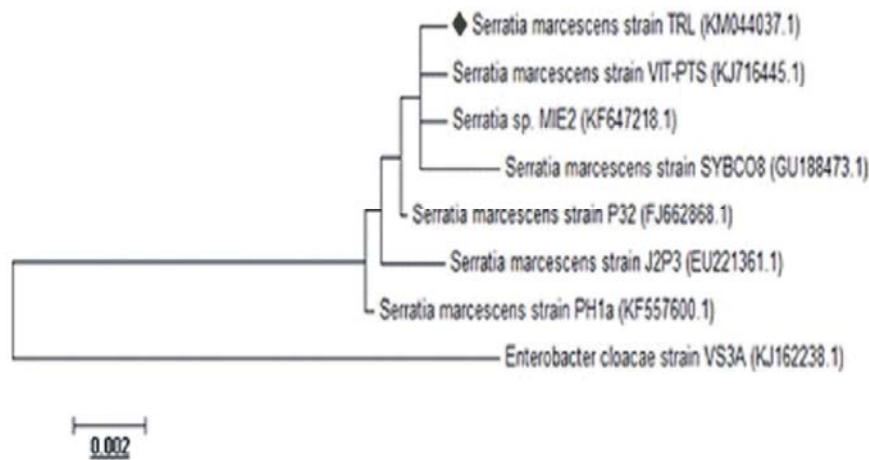 Serratia marcescens strain TRL (KM044037.1)
Serratia marcescens strain VIT-PTS (KJ716445.1)
Serratia sp. MIE2 (KF647218.1)
Serratia marcescens strain SYBCO8 (GU188473.1)
Serratia marcescens strain P32 (FJ662868.1)
Serratia marcescens strain J2P3 (EU221361.1)
Serratia marcescens strain PH1a (KF557600.1)
Enterobacter cloacae strain VS3A (KJ162238.1)
0.002